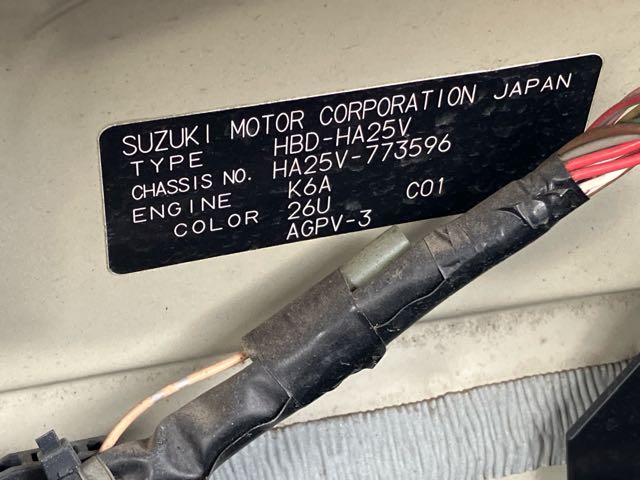 SUZUKI MOTOR CORPORATION JAPAN
TYPE HBD-HA25V
CHASSIS NO. HA25V-773596
ENGINE K6A C01
COLOR 26U
AGPV-3